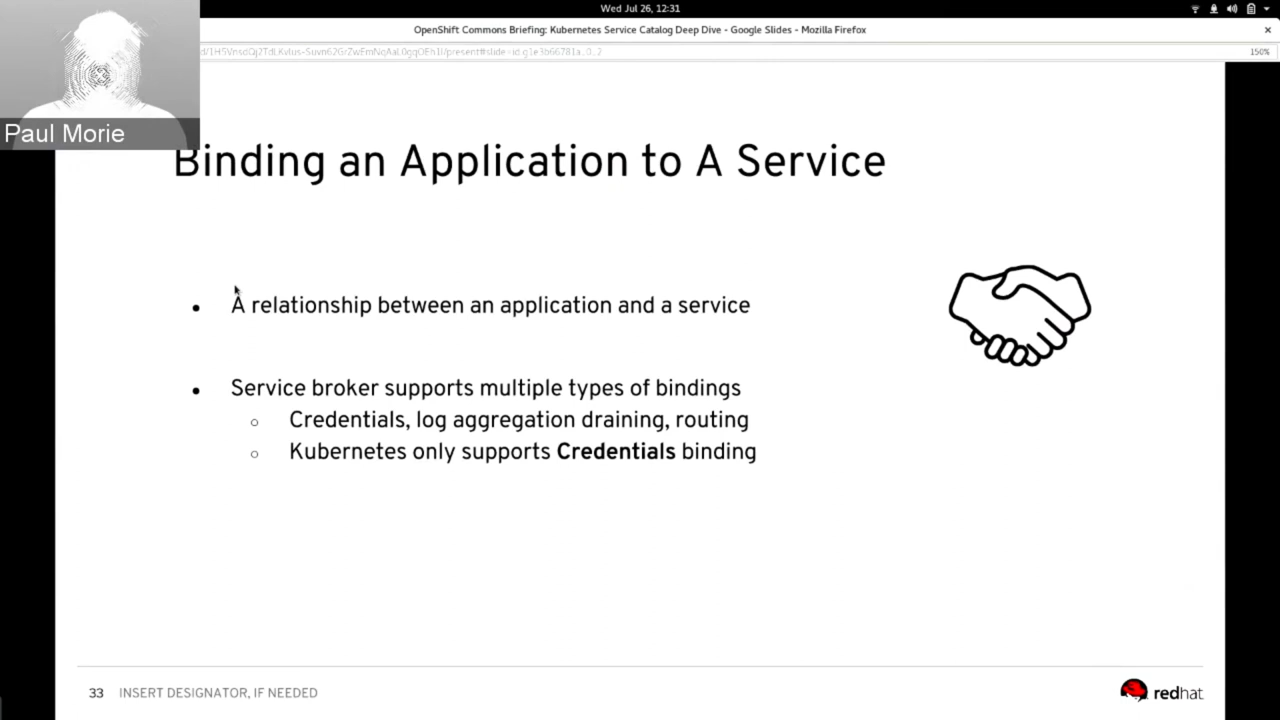 Wed Jul 26, 12:31
OpenShift Commons Briefing: Kubernetes Service Catalog Deep Dive - Google Slides - Mozilla Firefox
150%
Paul Morie
Binding an Application to A Service
A relationship between an application and a service
Service broker supports multiple types of bindings
Credentials, log aggregation draining, routing
Kubernetes only supports Credentials binding
33 INSERT DESIGNATOR, IF NEEDED
redhat